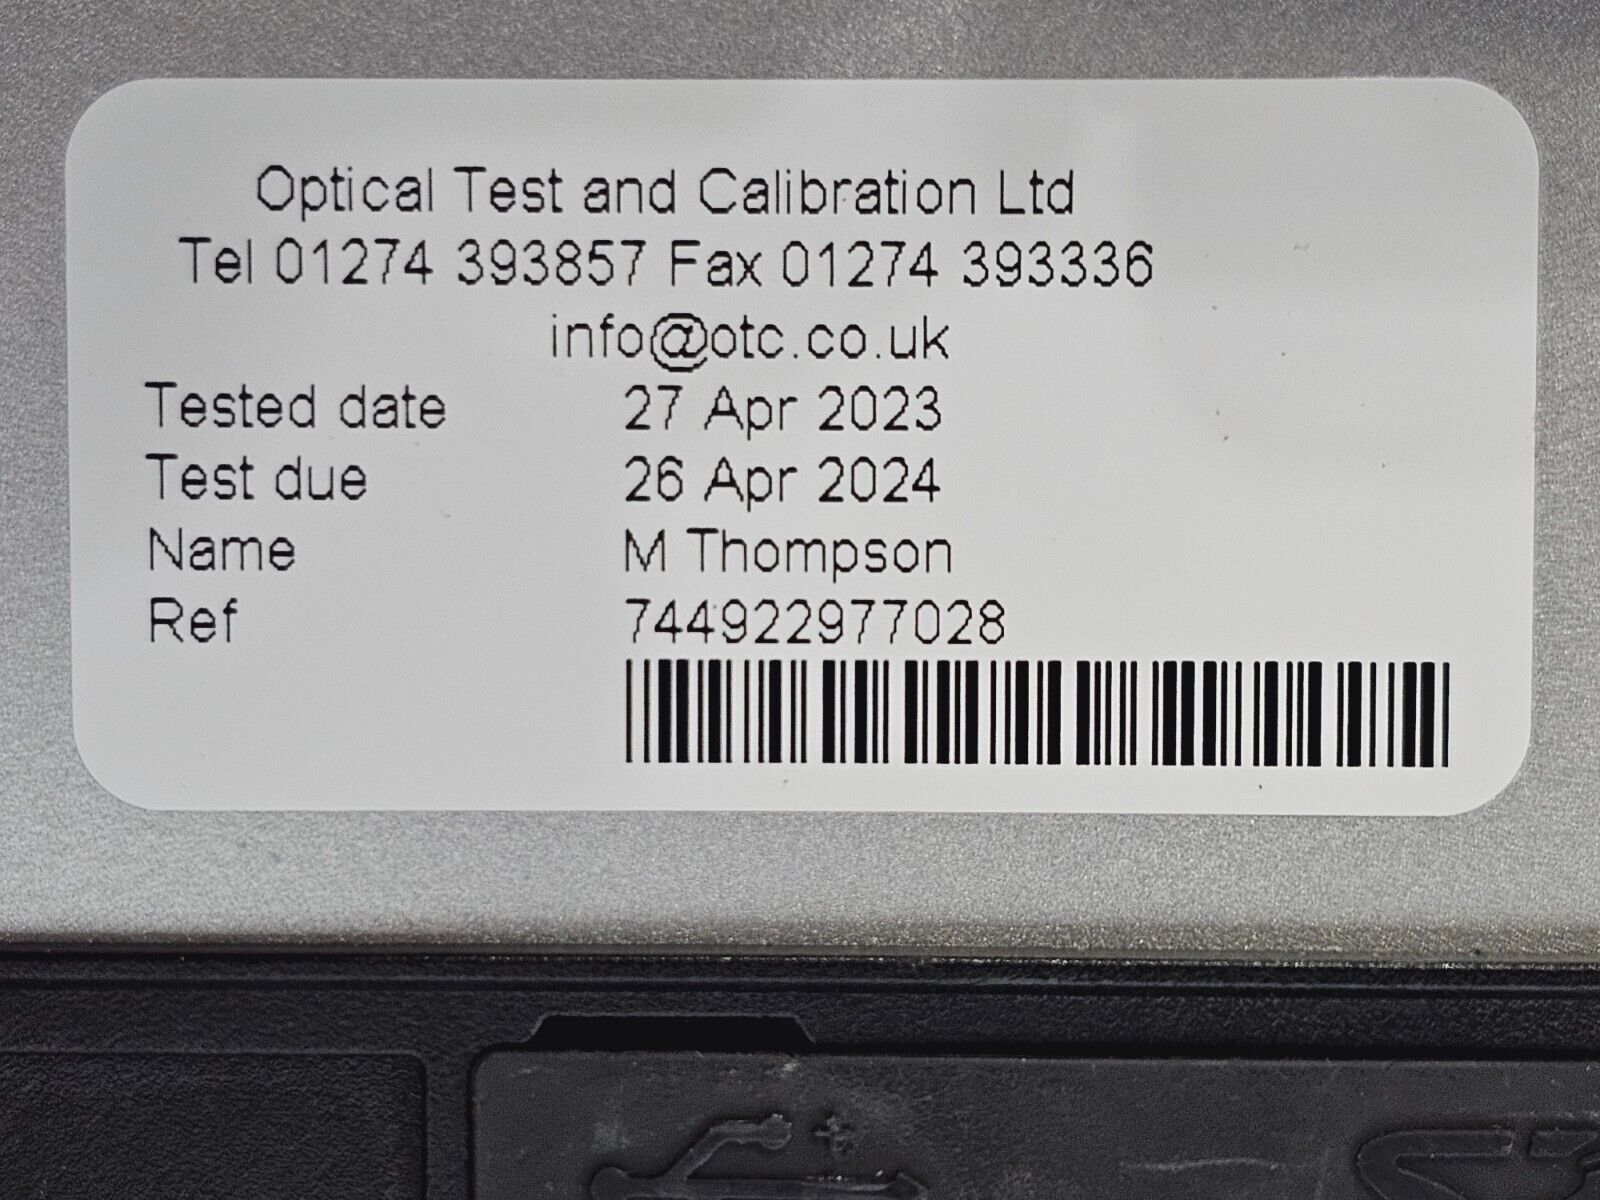 Optical Test and Calibration Ltd
Tel 01274 393857 Fax 01274 393336
info@otc.co.uk
Tested date 27 Apr 2023
Test due 26 Apr 2024
Name M Thompson
Ref 744922977028